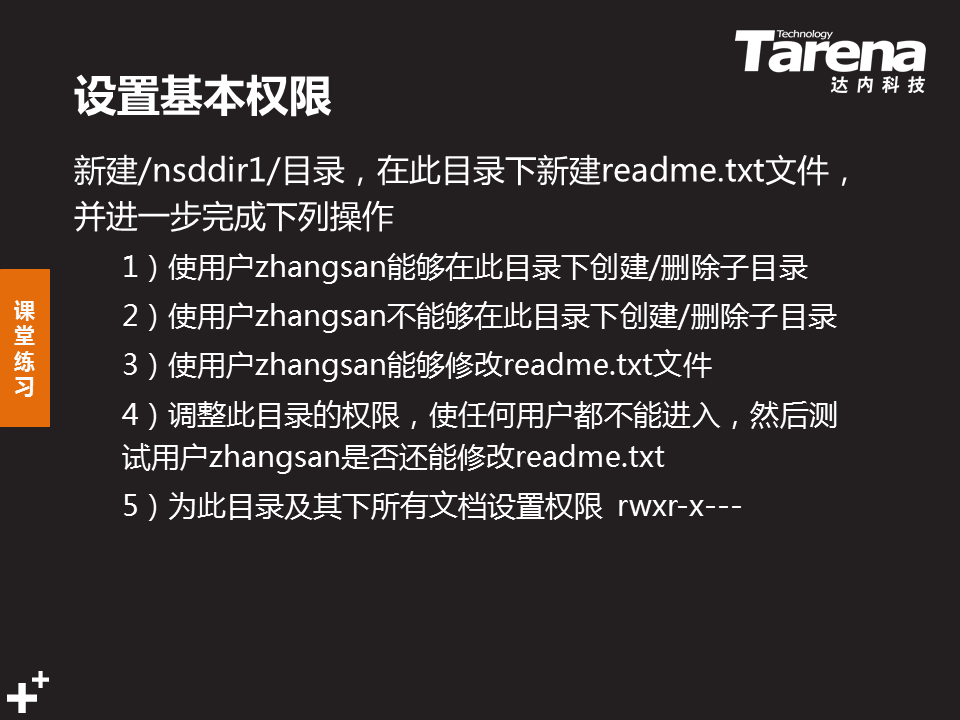 Technology
Tarena
达内科技
设置基本权限
新建/nsddir1/目录，在此目录下新建readme.txt文件，
并进一步完成下列操作
1）使用户zhangsan能够在此目录下创建/删除子目录
2）使用户zhangsan不能够在此目录下创建/删除子目录
3）使用户zhangsan能够修改readme.txt文件
4）调整此目录的权限，使任何用户都不能进入，然后测
试用户zhangsan是否还能修改readme.txt
5）为此目录及其下所有文档设置权限 rwxr-x---
课
堂
练
习